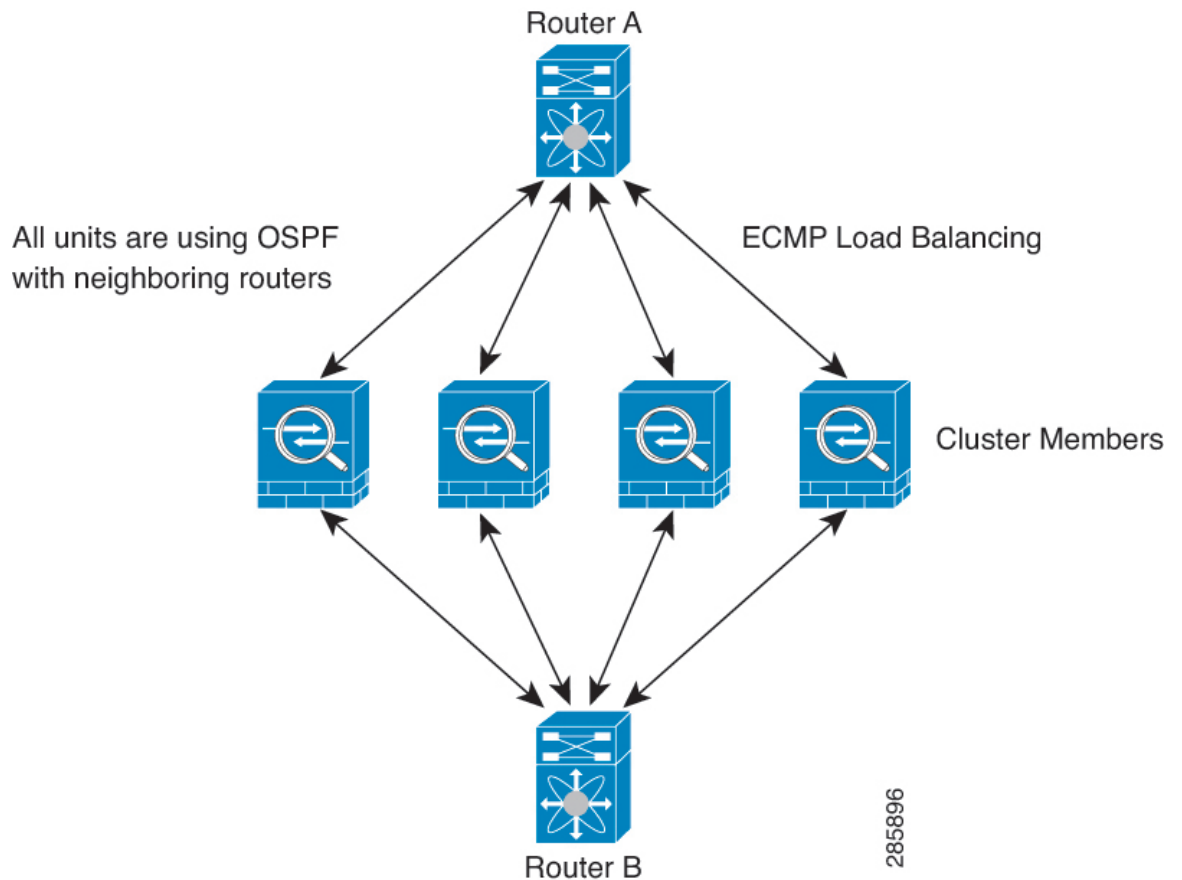 Router A
All units are using OSPF
with neighboring routers
ECMP Load Balancing
Cluster Members
Router B
285896